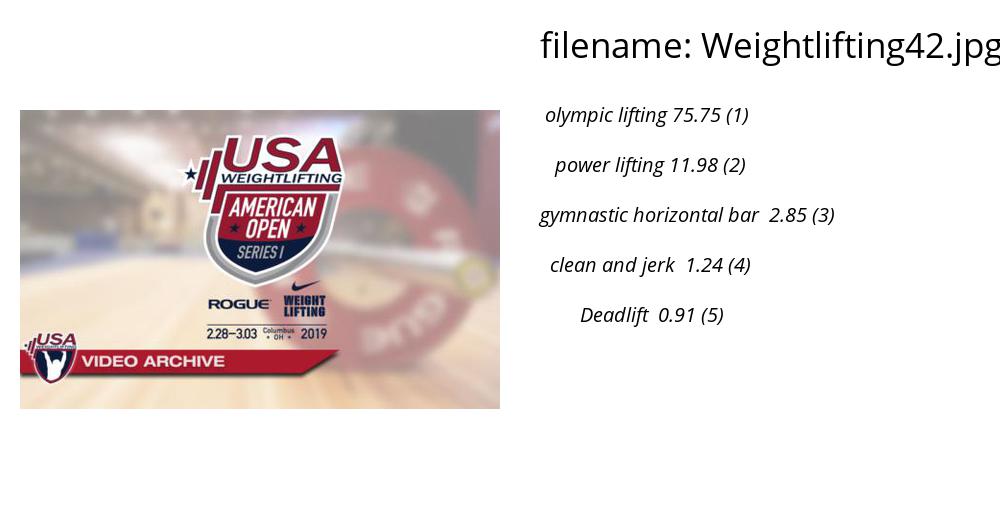 filename: Weightlifting42.jpg
olympic lifting 75.75 (1)
power lifting 11.98 (2)
gymnastic horizontal bar  2.85 (3)
clean and jerk  1.24 (4)
Deadlift  0.91 (5)
USA
WEIGHTLIFTING
AMERICAN
OPEN
SERIES I
ROGUE
WEIGHT
LIFTING
2.28–3.03 Columbus • OH • 2019
USA
VIDEO ARCHIVE